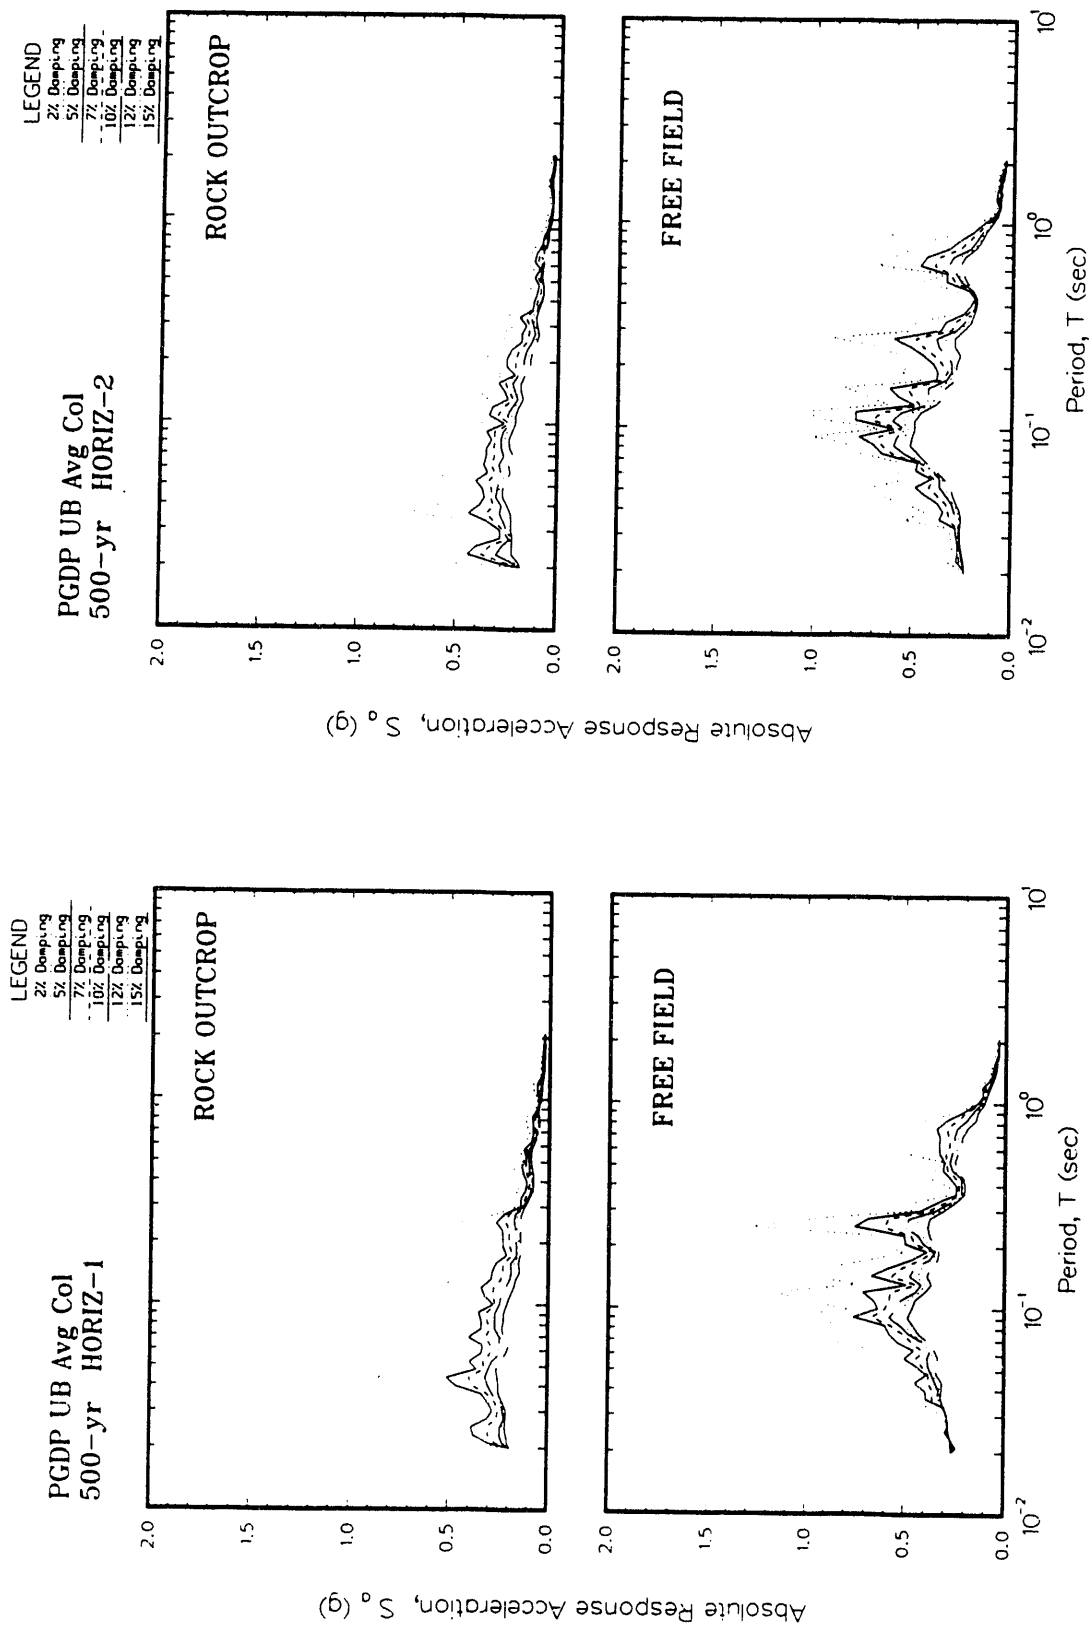 PGDP UB Avg Col
500-yr HORIZ-1
LEGEND
2% Damping
5% Damping
7% Damping
10% Damping
12% Damping
15% Damping
ROCK OUTCROP
2.0
1.5
1.0
0.5
0.0
FREE FIELD
2.0
1.5
1.0
0.5
0.0
10⁻²
10⁻¹
10⁰
10¹
Period, T (sec)
Absolute Response Acceleration, Sₐ (g)
PGDP UB Avg Col
500-yr HORIZ-2
LEGEND
2% Damping
5% Damping
7% Damping
10% Damping
12% Damping
15% Damping
ROCK OUTCROP
2.0
1.5
1.0
0.5
0.0
FREE FIELD
2.0
1.5
1.0
0.5
0.0
10⁻²
10⁻¹
10⁰
10¹
Period, T (sec)
Absolute Response Acceleration, Sₐ (g)